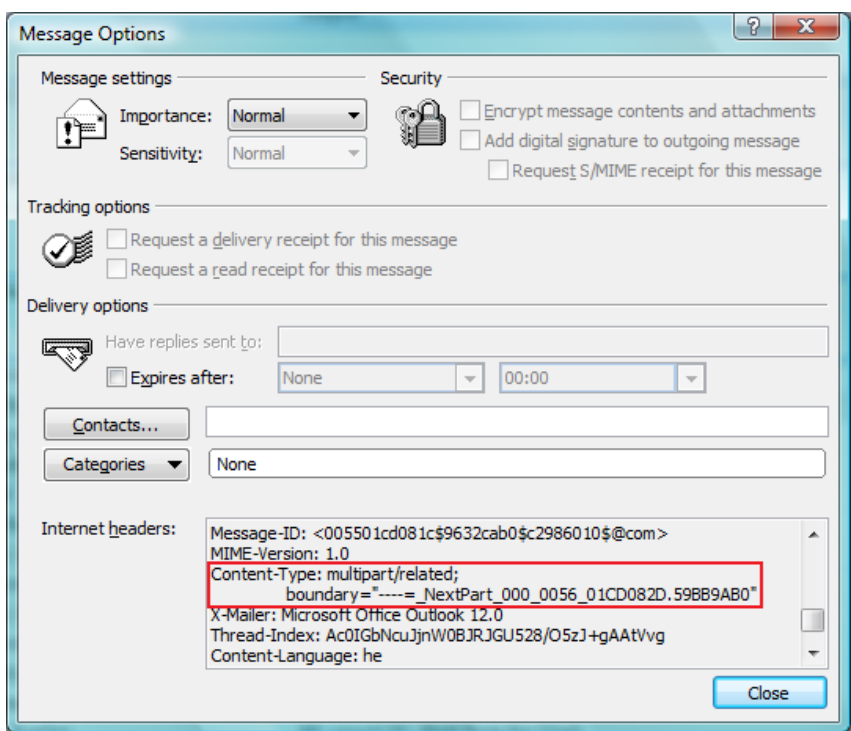 Message Options
Message settings
Security
Importance: Normal
Encrypt message contents and attachments
Sensitivity: Normal
Add digital signature to outgoing message
Request S/MIME receipt for this message
Tracking options
Request a delivery receipt for this message
Request a read receipt for this message
Delivery options
Have replies sent to:
Expires after: None 00:00
Contacts...
Categories None
Internet headers:
Message-ID: <005501cd081c$9632cab0$c2986010$@com>
MIME-Version: 1.0
Content-Type: multipart/related;
boundary="----=_NextPart_000_0056_01CD082D.59BB9AB0"
X-Mailer: Microsoft Office Outlook 12.0
Thread-Index: Ac0IGbNcuJjnW0BJRJGU528/O5zJ+gAAtVvg
Content-Language: he
Close